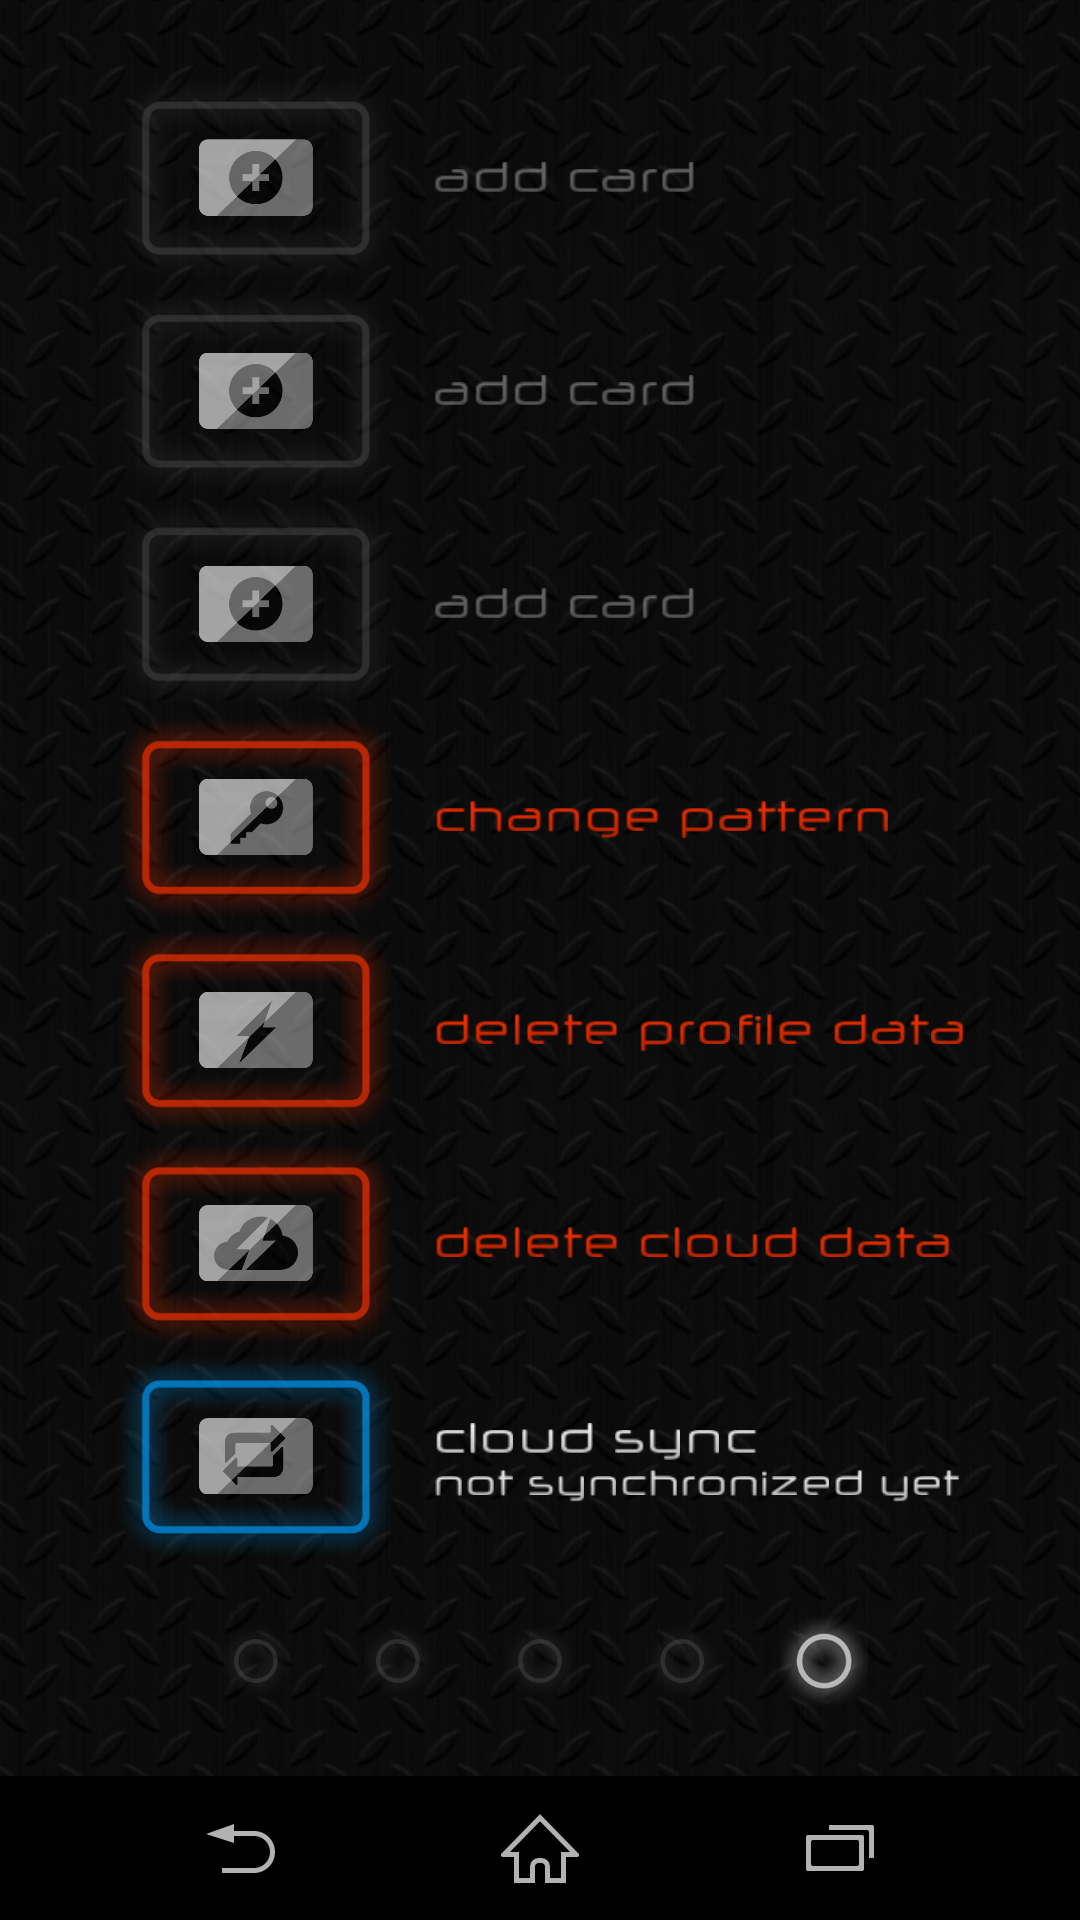 add card
add card
add card
change pattern
delete profile data
delete cloud data
cloud sync
not synchronized yet